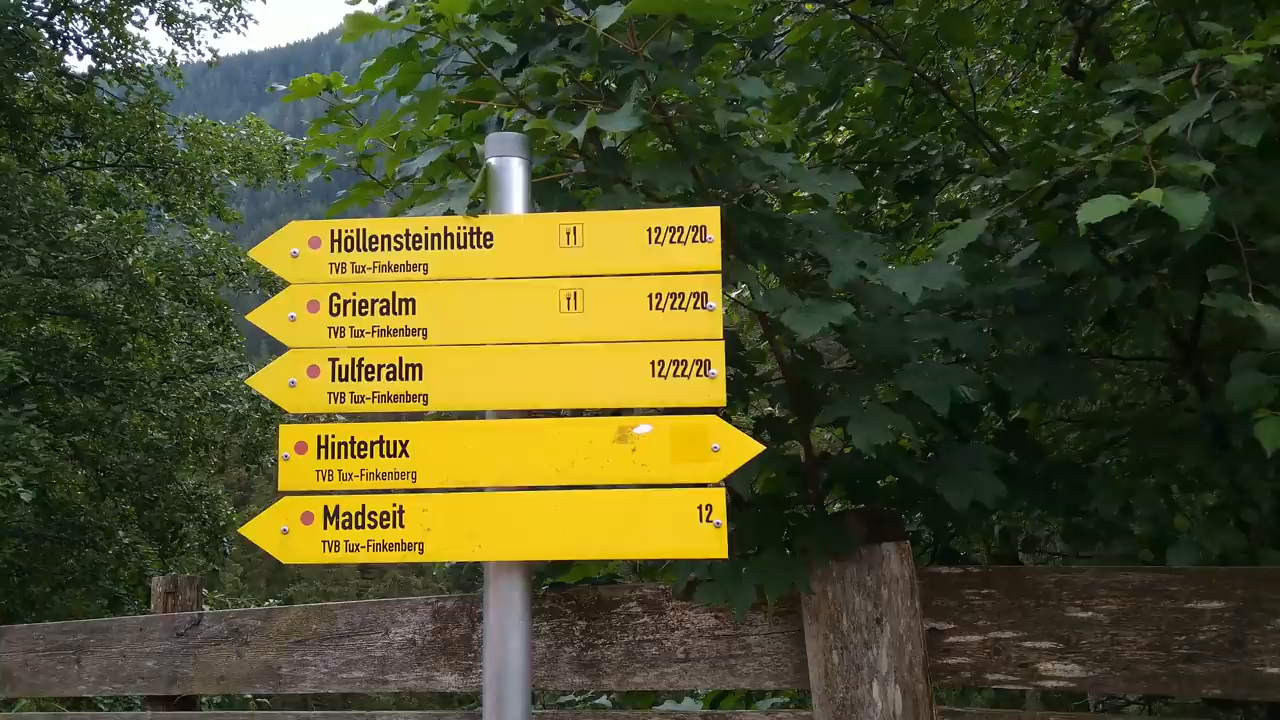 Höllensteinhütte 12/22/20
TVB Tux-Finkenberg
Grieralm 12/22/20
TVB Tux-Finkenberg
Tulferalm 12/22/20
TVB Tux-Finkenberg
Hintertux
TVB Tux-Finkenberg
Madseit 12
TVB Tux-Finkenberg